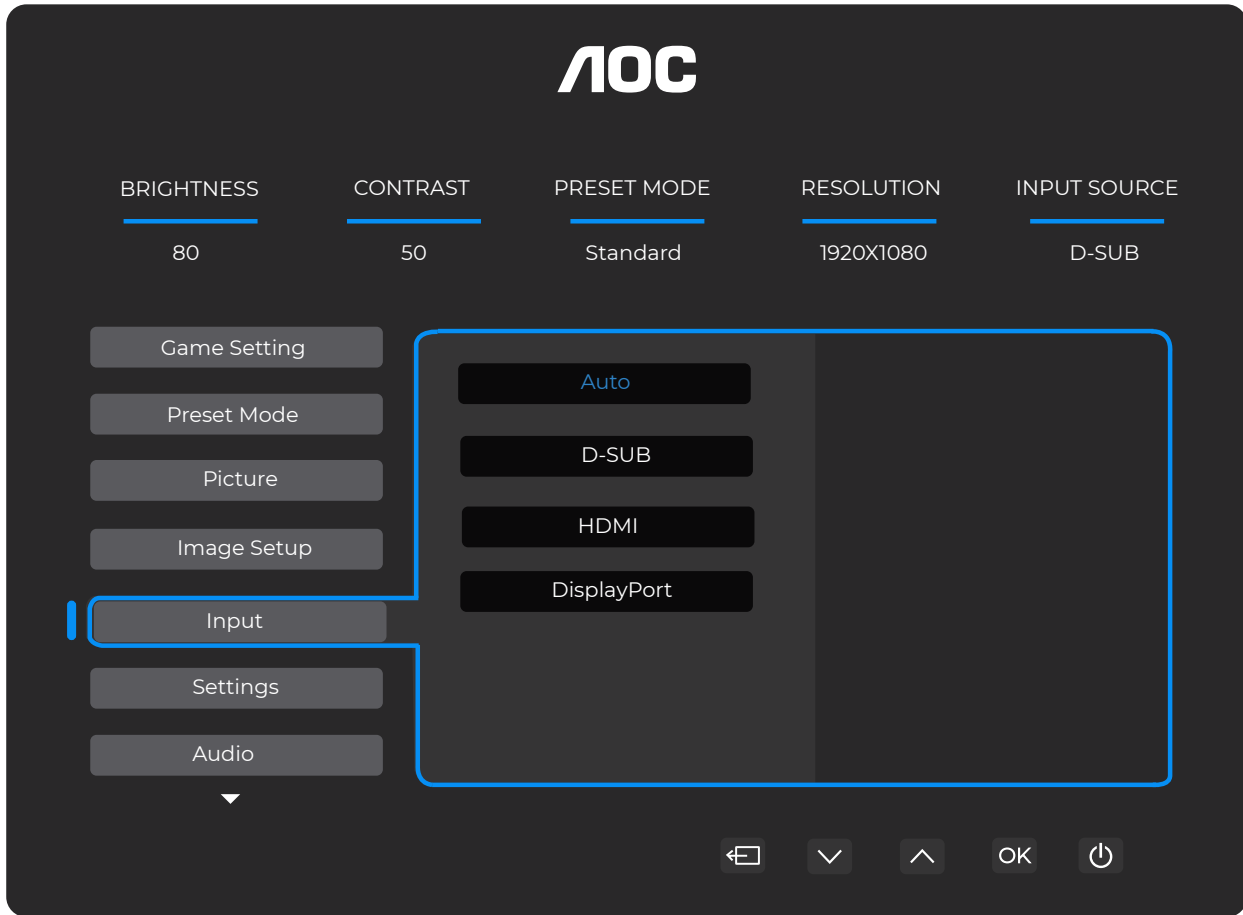 AOC
BRIGHTNESS CONTRAST PRESET MODE RESOLUTION INPUT SOURCE
80 50 Standard 1920X1080 D-SUB
Game Setting
Preset Mode
Picture
Image Setup
Input
Settings
Audio
Auto
D-SUB
HDMI
DisplayPort
OK